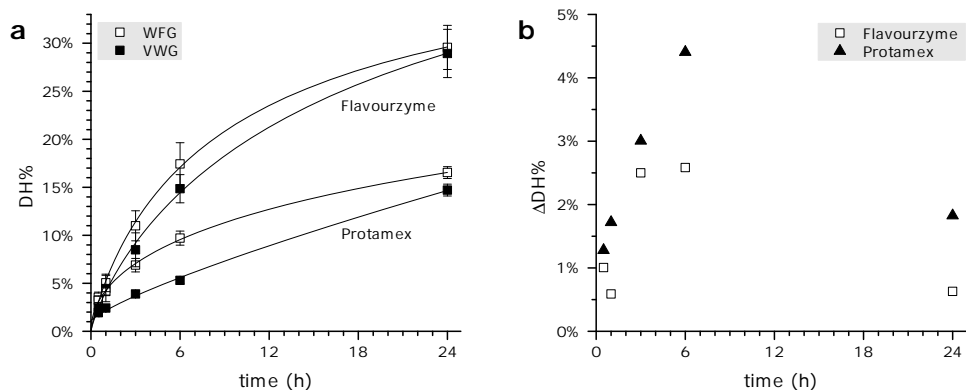 a
WFG
VWG
30%
25%
20%
15%
10%
5%
0%
DH%
Flavourzyme
Protamex
0 6 12 18 24
time (h)
b
Flavourzyme
Protamex
5%
4%
3%
2%
1%
0%
ΔDH%
0 6 12 18 24
time (h)